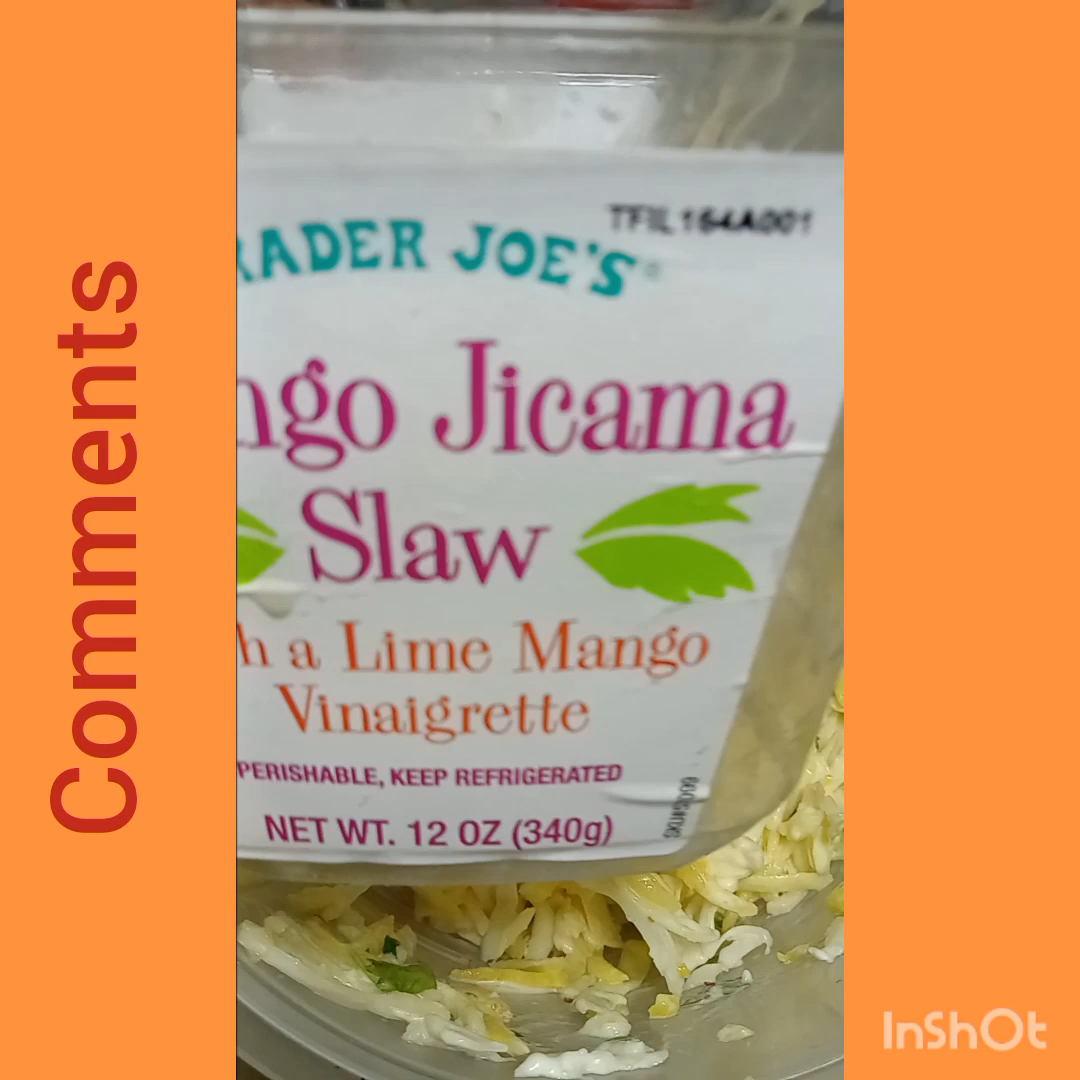 Comments
TFIL164A001
RADER JOE'S
ngo Jicama
Slaw
h a Lime Mango
Vinaigrette
PERISHABLE, KEEP REFRIGERATED
NET WT. 12 OZ (340g)
InShOt